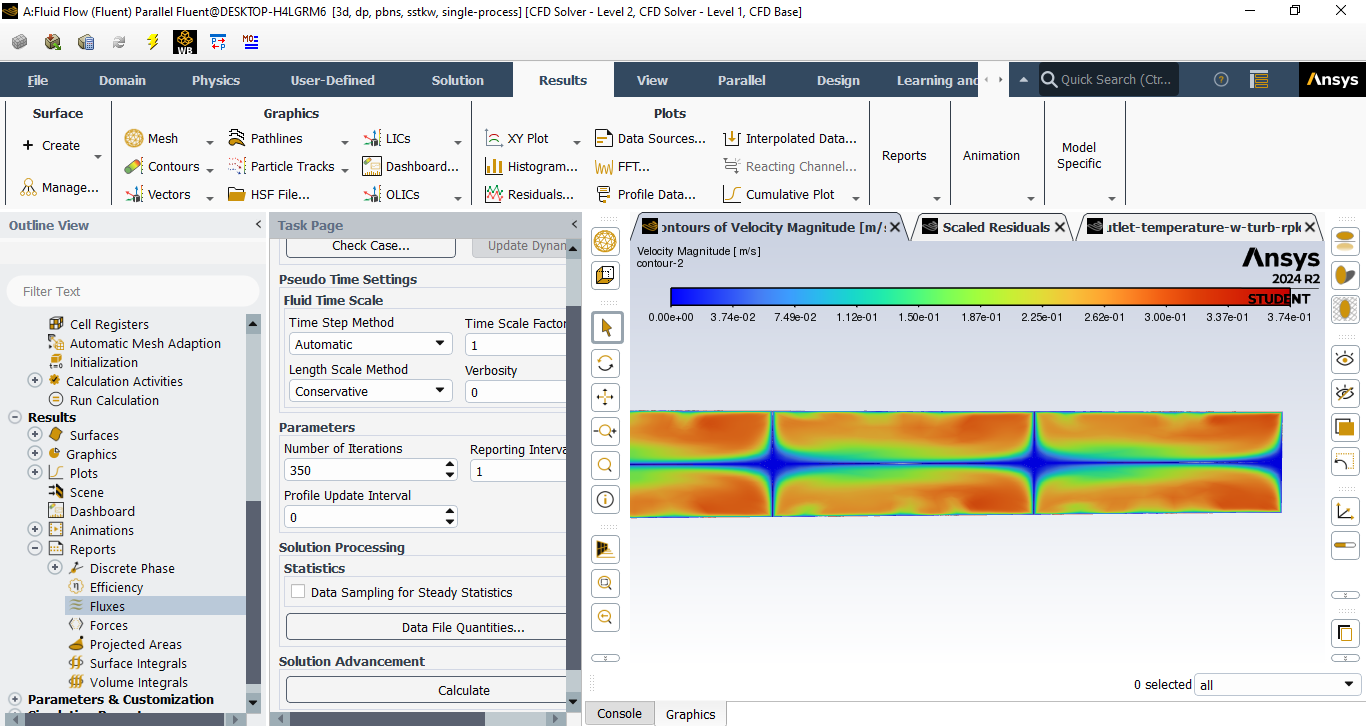 A:Fluid Flow (Fluent) Parallel Fluent@DESKTOP-H4LGRM6 [3d, dp, pbns, sstkw, single-process] [CFD Solver - Level 2, CFD Solver - Level 1, CFD Base]
WB
File Domain Physics User-Defined Solution Results View Parallel Design Learning and Quick Search (Ctr... Ansys
Surface
Create
Manage...
Graphics
Mesh Pathlines LICs
Contours Particle Tracks Dashboard...
Vectors HSF File... OLICs
Plots
XY Plot Data Sources... Interpolated Data...
Histogram... FFT... Reacting Channel...
Residuals... Profile Data... Cumulative Plot
Reports
Animation
Model
Specific
Outline View
Filter Text
Cell Registers
Automatic Mesh Adaption
Initialization
Calculation Activities
Run Calculation
Results
Surfaces
Graphics
Plots
Scene
Dashboard
Animations
Reports
Discrete Phase
Efficiency
Fluxes
Forces
Projected Areas
Surface Integrals
Volume Integrals
Parameters & Customization
Task Page
Check Case... Update Dynan
Pseudo Time Settings
Fluid Time Scale
Time Step Method Time Scale Factor
Automatic 1
Length Scale Method Verbosity
Conservative 0
Parameters
Number of Iterations Reporting Interva
350 1
Profile Update Interval
0
Solution Processing
Statistics
Data Sampling for Steady Statistics
Data File Quantities...
Solution Advancement
Calculate
ontours of Velocity Magnitude [m/s Scaled Residuals utlet-temperature-w-turb-rpl
Velocity Magnitude [ m/s]
contour-2
Ansys
2024 R2
STUDENT
0.00e+00 3.74e-02 7.49e-02 1.12e-01 1.50e-01 1.87e-01 2.25e-01 2.62e-01 3.00e-01 3.37e-01 3.74e-01
0 selected all
Console Graphics